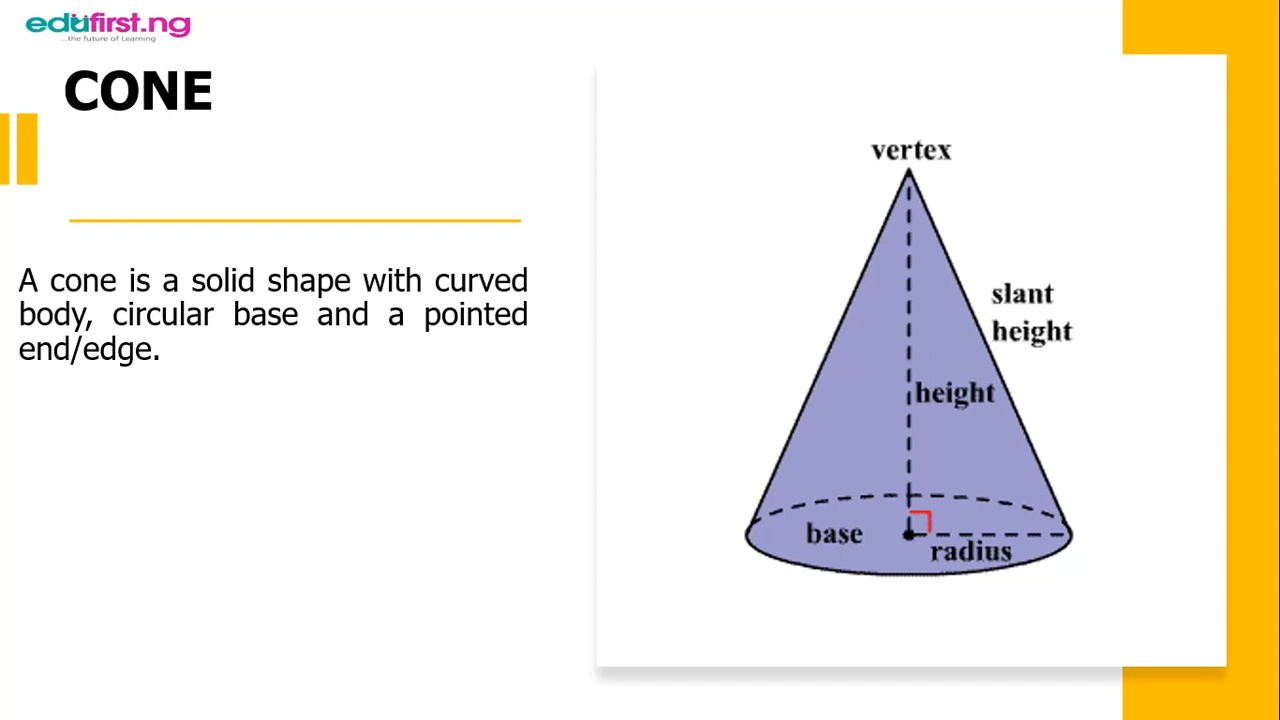 edufirst.ng
...the future of Learning
CONE
A cone is a solid shape with curved
body, circular base and a pointed
end/edge.
vertex
slant
height
height
base
radius